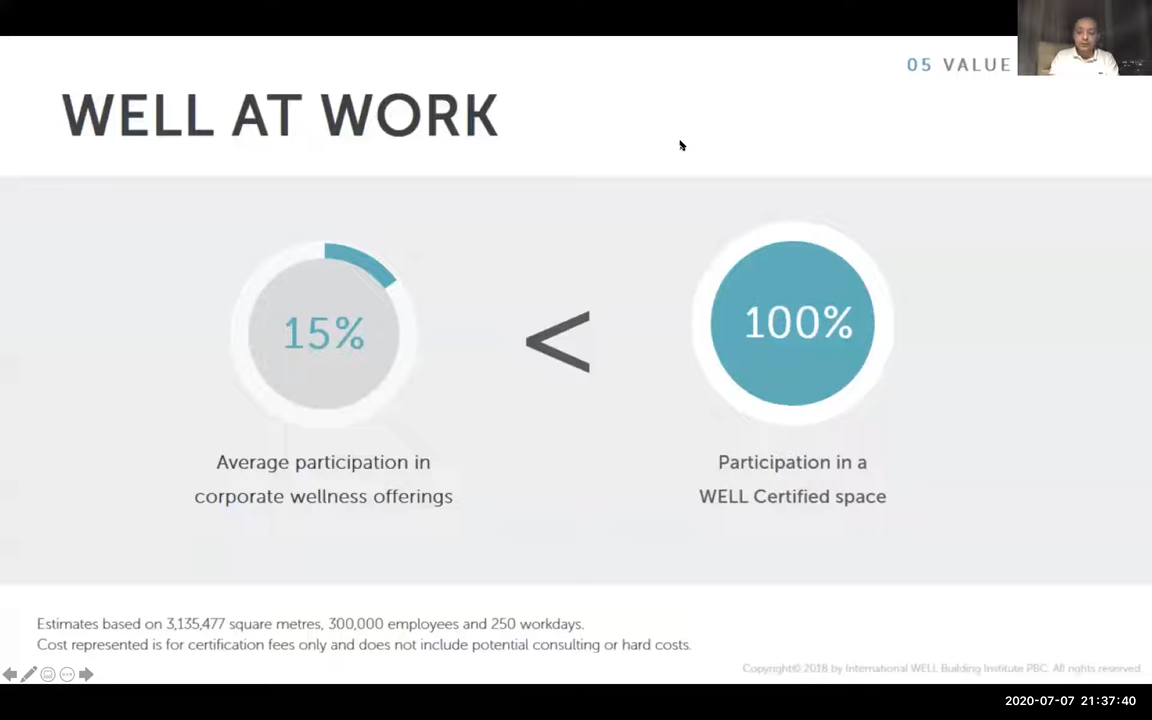 05 VALUE
WELL AT WORK
15%
<
100%
Average participation in
corporate wellness offerings
Participation in a
WELL Certified space
Estimates based on 3,135,477 square metres, 300,000 employees and 250 workdays.
Cost represented is for certification fees only and does not include potential consulting or hard costs.
Copyright© 2018 by International WELL Building Institute PBC. All rights reserved
2020-07-07 21:37:40